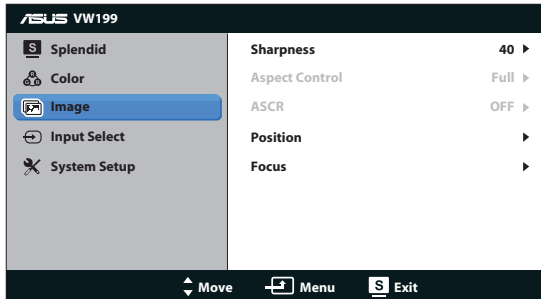 ASUS VW199
S Splendid
Color
Image
Input Select
System Setup
Sharpness 40
Aspect Control Full
ASCR OFF
Position
Focus
Move Menu S Exit